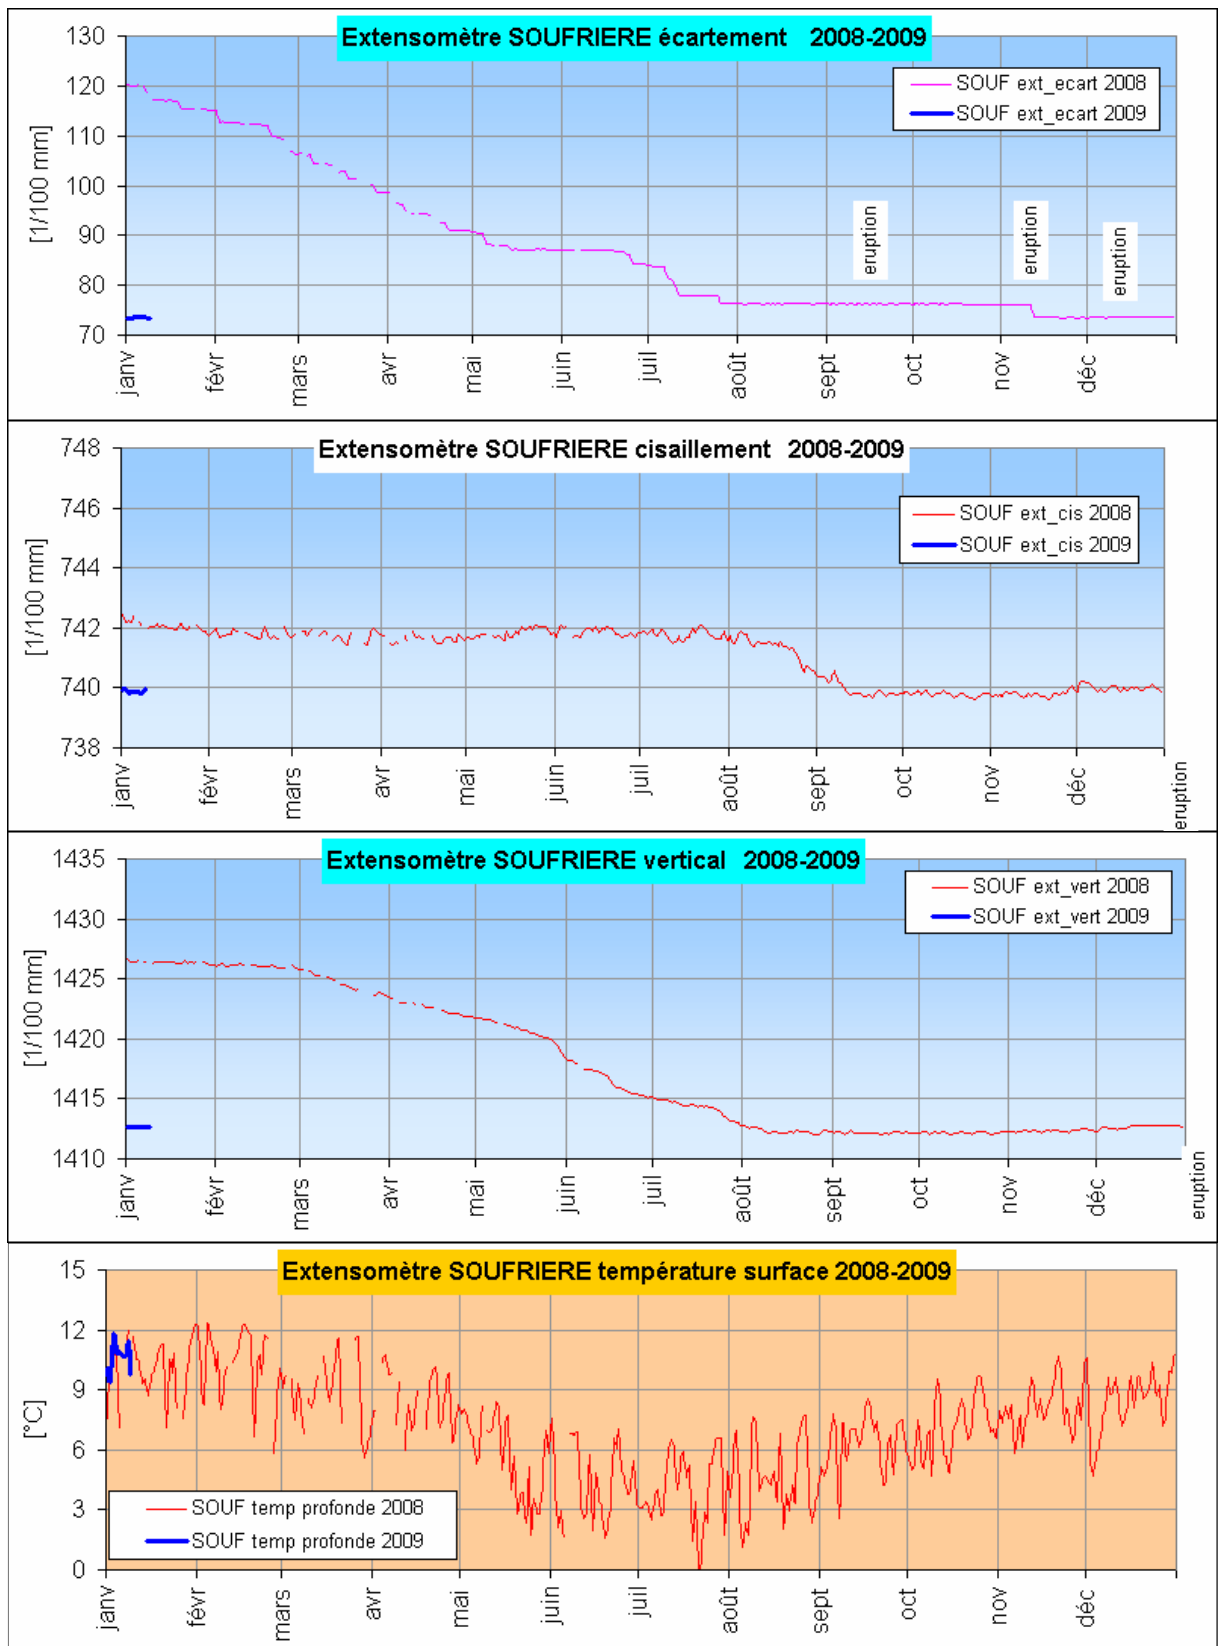 Extensomètre SOUFRIERE écartement 2008-2009
130
120
110
100
90
80
70
[1/100 mm]
SOUF ext_ecart 2008
SOUF ext_ecart 2009
eruption
eruption
eruption
janv
févr
mars
avr
mai
juin
juil
août
sept
oct
nov
déc
Extensomètre SOUFRIERE cisaillement 2008-2009
748
746
744
742
740
738
[1/100 mm]
SOUF ext_cis 2008
SOUF ext_cis 2009
janv
févr
mars
avr
mai
juin
juil
août
sept
oct
nov
déc
eruption
Extensomètre SOUFRIERE vertical 2008-2009
1435
1430
1425
1420
1415
1410
[1/100 mm]
SOUF ext_vert 2008
SOUF ext_vert 2009
janv
févr
mars
avr
mai
juin
juil
août
sept
oct
nov
déc
eruption
Extensomètre SOUFRIERE température surface 2008-2009
15
12
9
6
3
0
[°C]
SOUF temp profonde 2008
SOUF temp profonde 2009
janv
févr
mars
avr
mai
juin
juil
août
sept
oct
nov
déc